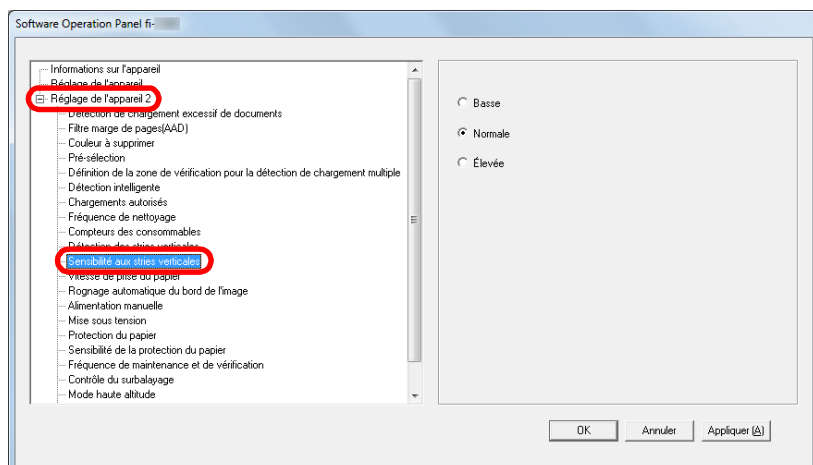 Software Operation Panel fi-
Informations sur l'appareil
Réglage de l'appareil
Réglage de l'appareil 2
Détection de chargement excessif de documents
Filtre marge de pages(AAD)
Couleur à supprimer
Pré-sélection
Définition de la zone de vérification pour la détection de chargement multiple
Détection intelligente
Chargements autorisés
Fréquence de nettoyage
Compteurs des consommables
Détection des stries verticales
Sensibilité aux stries verticales
Vitesse de prise du papier
Rognage automatique du bord de l'image
Alimentation manuelle
Mise sous tension
Protection du papier
Sensibilité de la protection du papier
Fréquence de maintenance et de vérification
Contrôle du surbalayage
Mode haute altitude
Basse
Normale
Élevée
OK
Annuler
Appliquer (A)